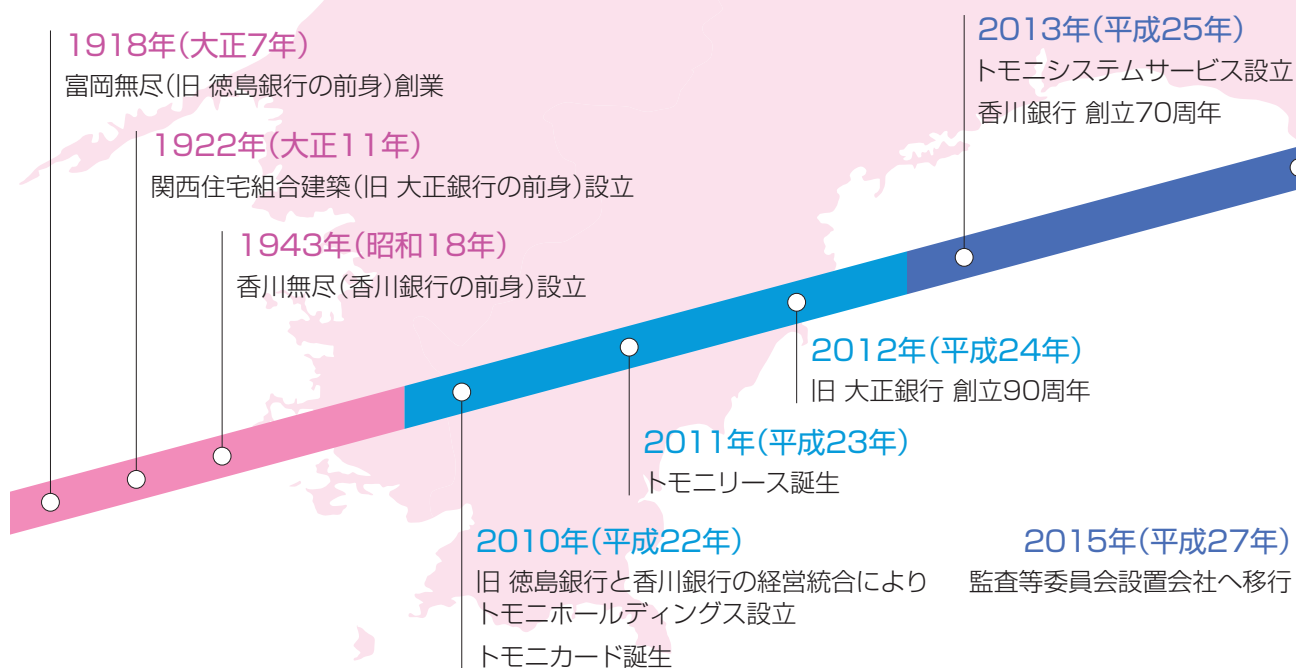 1918年(大正7年)
富岡無尽(旧 徳島銀行の前身)創業
1922年(大正11年)
関西住宅組合建築(旧 大正銀行の前身)設立
1943年(昭和18年)
香川無尽(香川銀行の前身)設立
2010年(平成22年)
旧 徳島銀行と香川銀行の経営統合により
トモニホールディングス設立
トモニカード誕生
2011年(平成23年)
トモニリース誕生
2012年(平成24年)
旧 大正銀行 創立90周年
2013年(平成25年)
トモニシステムサービス設立
香川銀行 創立70周年
2015年(平成27年)
監査等委員会設置会社へ移行